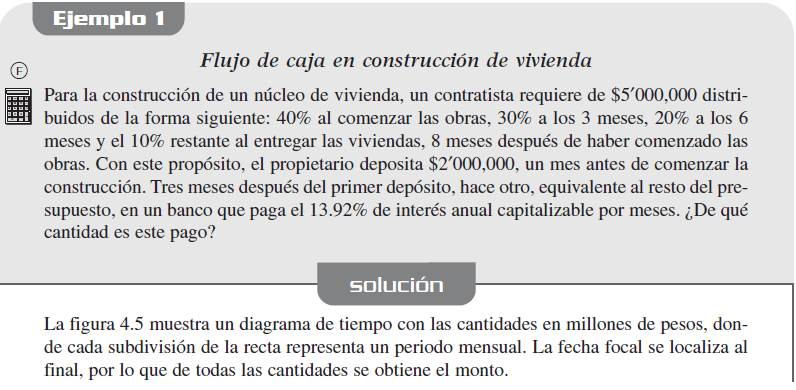 Ejemplo 1
Flujo de caja en construcción de vivienda
F
Para la construcción de un núcleo de vivienda, un contratista requiere de $5′000,000 distri-
buidos de la forma siguiente: 40% al comenzar las obras, 30% a los 3 meses, 20% a los 6
meses y el 10% restante al entregar las viviendas, 8 meses después de haber comenzado las
obras. Con este propósito, el propietario deposita $2′000,000, un mes antes de comenzar la
construcción. Tres meses después del primer depósito, hace otro, equivalente al resto del pre-
supuesto, en un banco que paga el 13.92% de interés anual capitalizable por meses. ¿De qué
cantidad es este pago?
solución
La figura 4.5 muestra un diagrama de tiempo con las cantidades en millones de pesos, don-
de cada subdivisión de la recta representa un periodo mensual. La fecha focal se localiza al
final, por lo que de todas las cantidades se obtiene el monto.